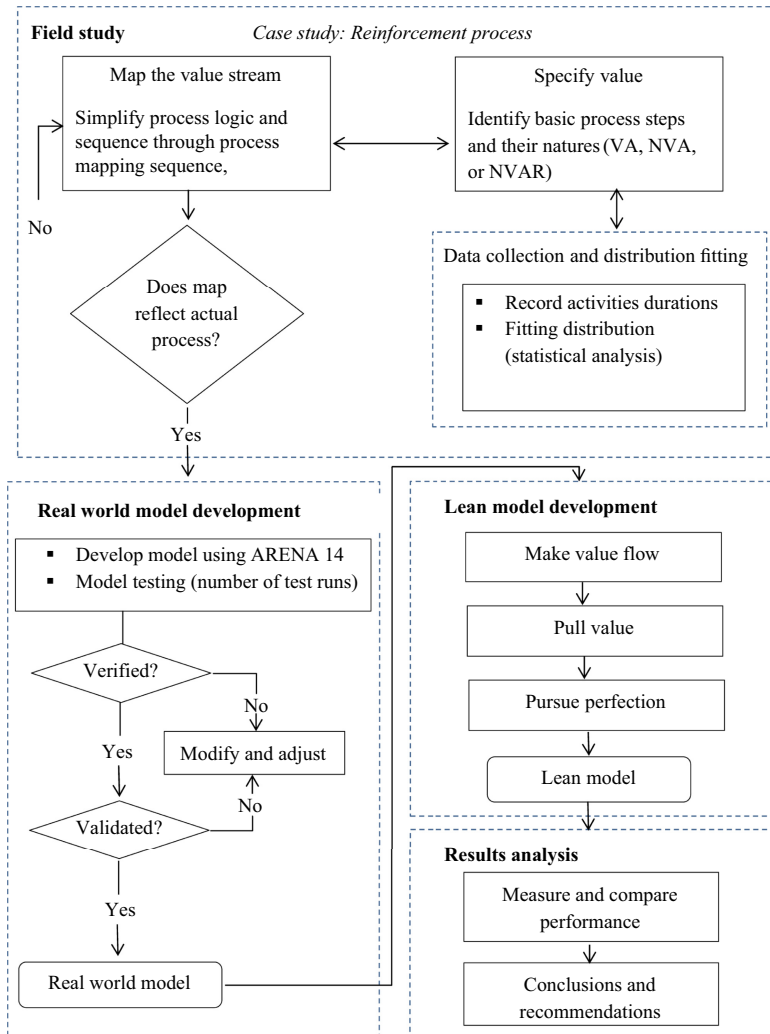 Field study
Case study: Reinforcement process
Map the value stream
Simplify process logic and
sequence through process
mapping sequence,
Specify value
Identify basic process steps
and their natures (VA, NVA,
or NVAR)
No
Does map
reflect actual
process?
Data collection and distribution fitting
▪ Record activities durations
▪ Fitting distribution
(statistical analysis)
Yes
Real world model development
▪ Develop model using ARENA 14
▪ Model testing (number of test runs)
Verified?
No
Yes
Modify and adjust
No
Validated?
Yes
Real world model
Lean model development
Make value flow
Pull value
Pursue perfection
Lean model
Results analysis
Measure and compare
performance
Conclusions and
recommendations